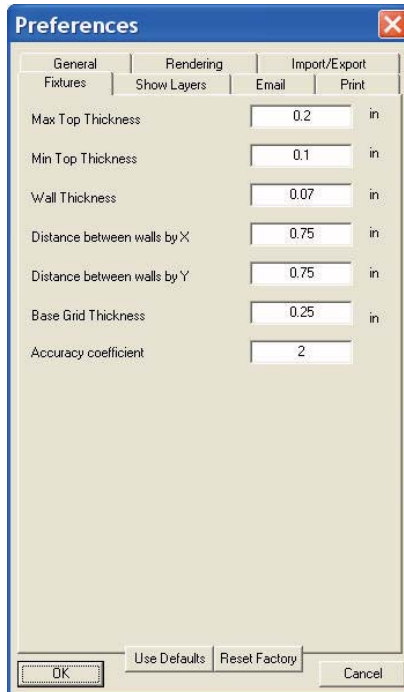 Preferences
General Rendering Import/Export
Fixtures Show Layers Email Print
Max Top Thickness 0.2 in
Min Top Thickness 0.1 in
Wall Thickness 0.07 in
Distance between walls by X 0.75 in
Distance between walls by Y 0.75 in
Base Grid Thickness 0.25 in
Accuracy coefficient 2
Use Defaults Reset Factory
OK Cancel